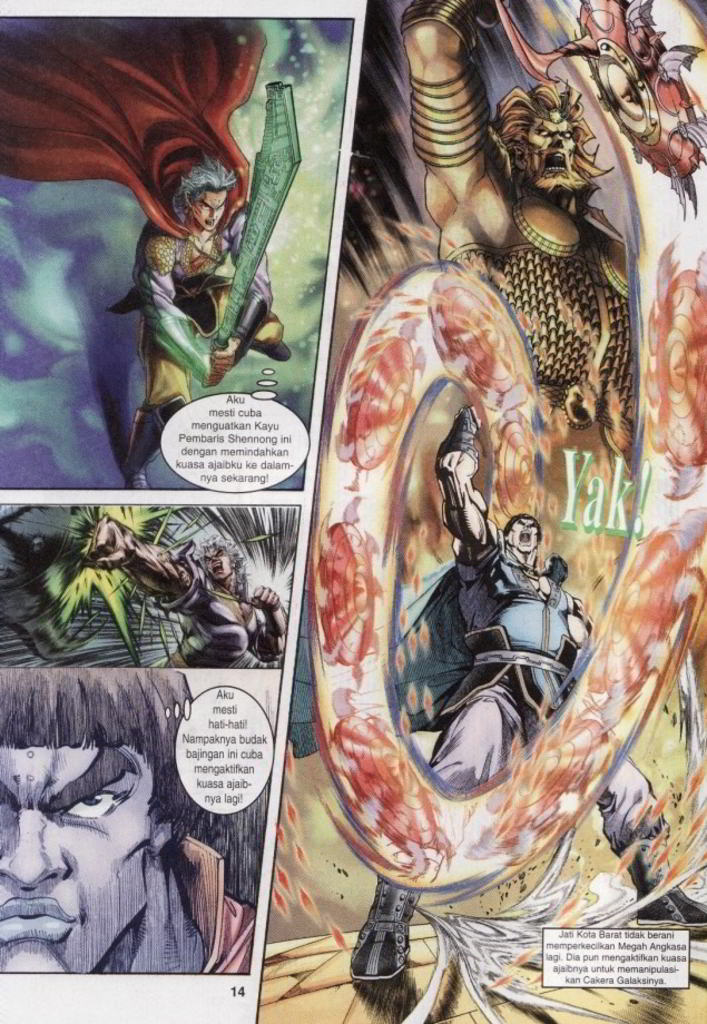 Aku
mesti cuba
menguatkan Kayu
Pembaris Shennong ini
dengan memindahkan
kuasa ajaibku ke dalam-
nya sekarang!
Yak!
Aku
mesti
hati-hati!
Nampaknya budak
bajingan ini cuba
mengaktifkan
kuasa ajaib-
nya lagi!
Jati Kota Barat tidak berani
memperkecilkan Megah Angkasa
lagi. Dia pun mengaktifkan kuasa
ajaibnya untuk memanipulasi-
kan Cakera Galaksinya.
14